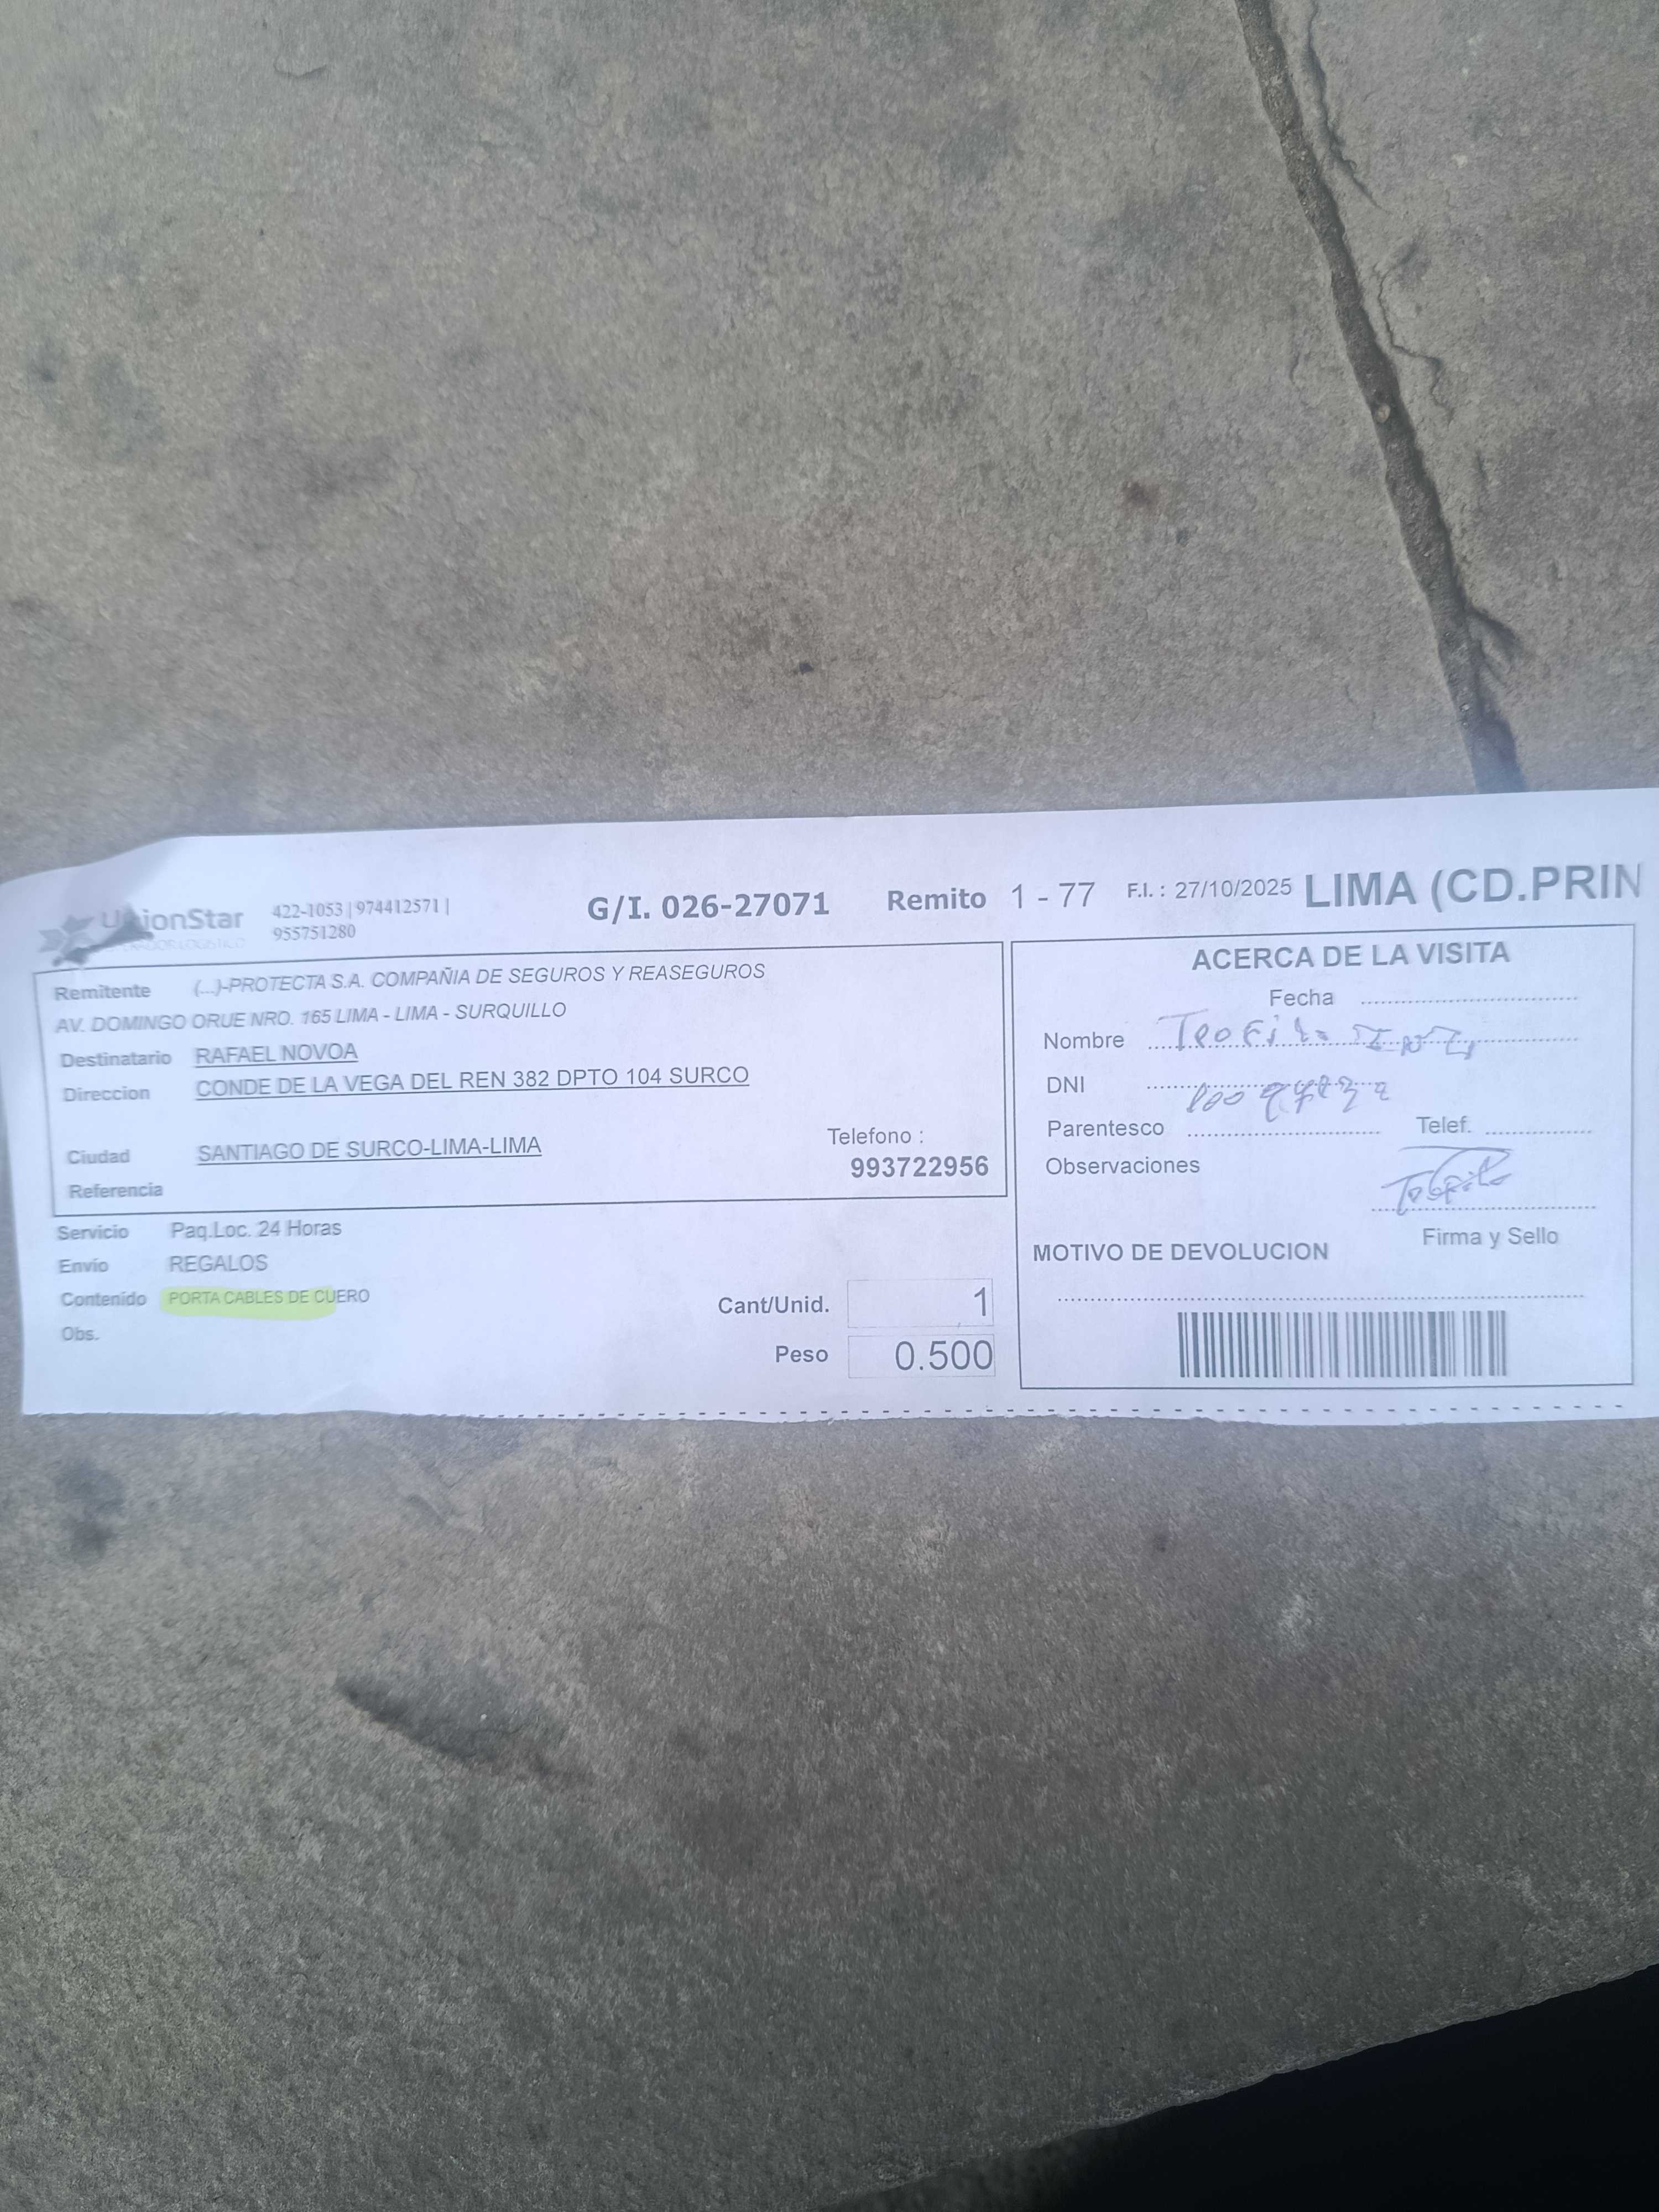 UnionStar
422-1053 | 974412571 |
955751280
G/I. 026-27071 Remito 1 - 77 F.I. : 27/10/2025 LIMA (CD.PRIN
Remitente (...)-PROTECTA S.A. COMPAÑIA DE SEGUROS Y REASEGUROS
AV. DOMINGO ORUE NRO. 165 LIMA - LIMA - SURQUILLO
Destinatario RAFAEL NOVOA
Direccion CONDE DE LA VEGA DEL REN 382 DPTO 104 SURCO
Ciudad SANTIAGO DE SURCO-LIMA-LIMA
Telefono :
993722956
Referencia
Servicio Paq.Loc. 24 Horas
Envío REGALOS
Contenido PORTA CABLES DE CUERO
Obs.
Cant/Unid. 1
Peso 0.500
ACERCA DE LA VISITA
Fecha
Nombre Teofilo
DNI
Parentesco Telef.
Observaciones
Firma y Sello
MOTIVO DE DEVOLUCION